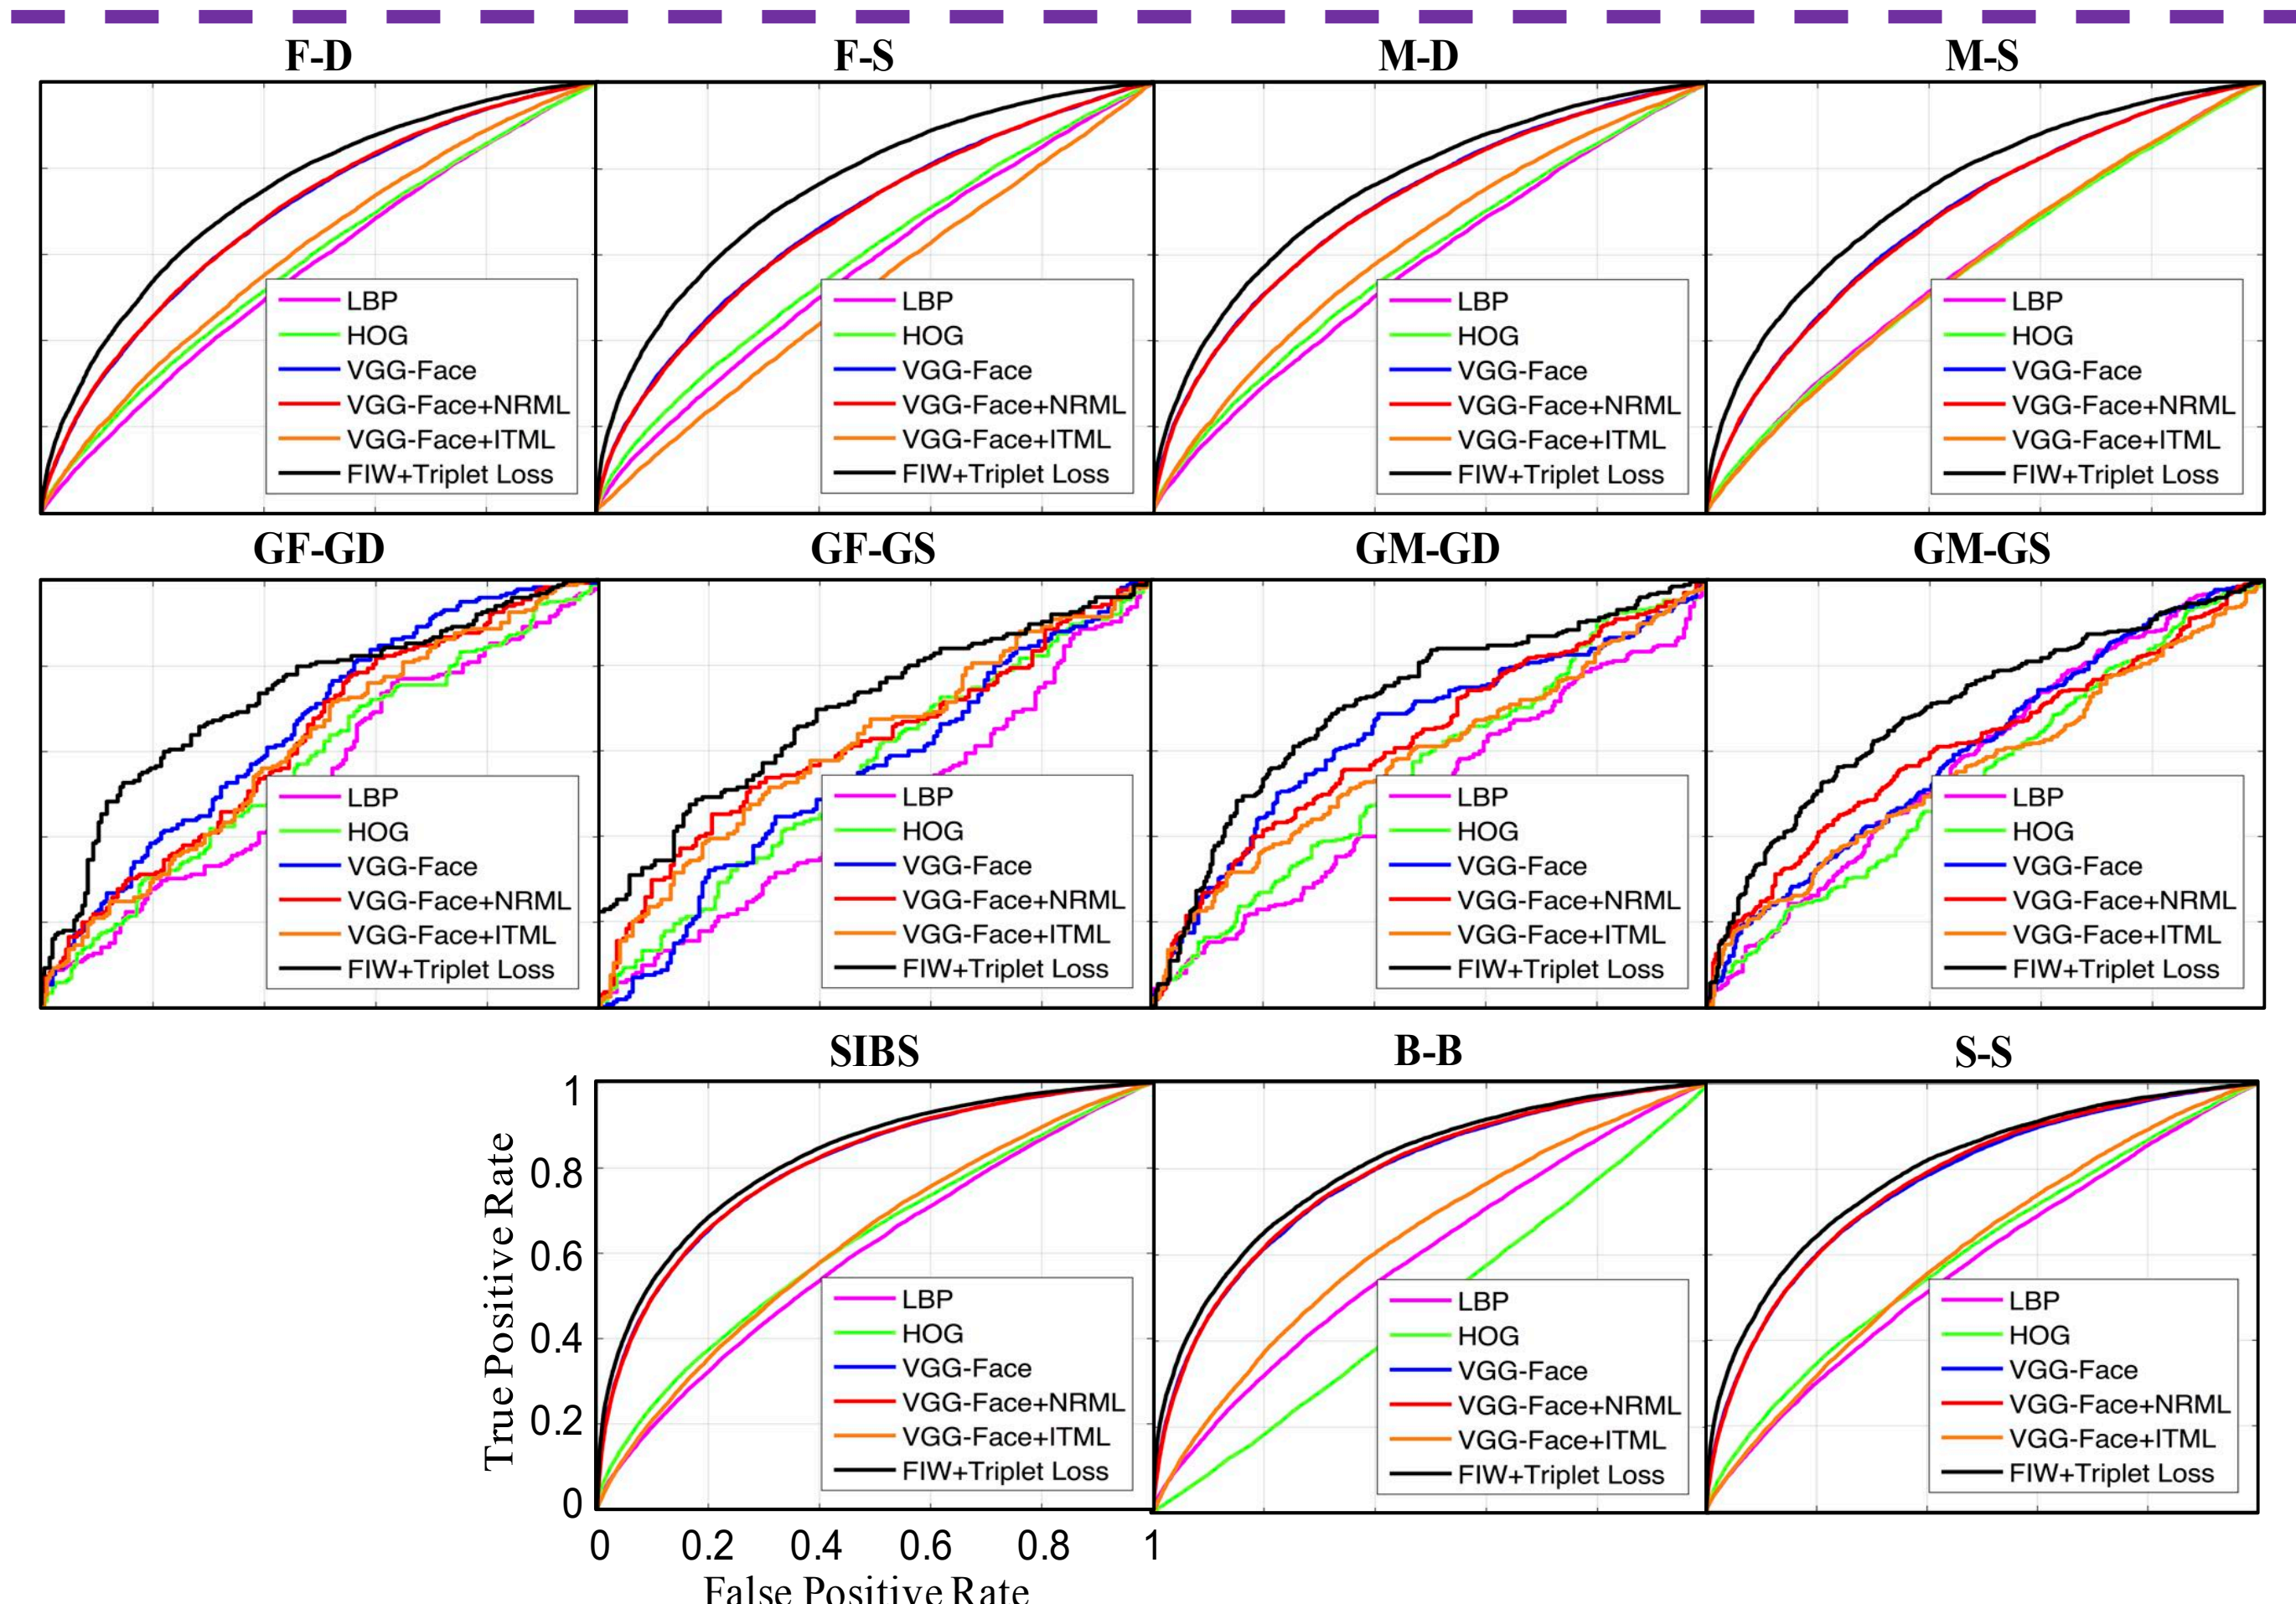 F-D F-S M-D M-S
LBP LBP LBP LBP
HOG HOG HOG HOG
VGG-Face VGG-Face VGG-Face VGG-Face
VGG-Face+NRML VGG-Face+NRML VGG-Face+NRML VGG-Face+NRML
VGG-Face+ITML VGG-Face+ITML VGG-Face+ITML VGG-Face+ITML
FIW+Triplet Loss FIW+Triplet Loss FIW+Triplet Loss FIW+Triplet Loss
GF-GD GF-GS GM-GD GM-GS
LBP LBP LBP LBP
HOG HOG HOG HOG
VGG-Face VGG-Face VGG-Face VGG-Face
VGG-Face+NRML VGG-Face+NRML VGG-Face+NRML VGG-Face+NRML
VGG-Face+ITML VGG-Face+ITML VGG-Face+ITML VGG-Face+ITML
FIW+Triplet Loss FIW+Triplet Loss FIW+Triplet Loss FIW+Triplet Loss
SIBS B-B S-S
True Positive Rate
1
0.8
0.6
0.4
0.2
0
LBP LBP LBP
HOG HOG HOG
VGG-Face VGG-Face VGG-Face
VGG-Face+NRML VGG-Face+NRML VGG-Face+NRML
VGG-Face+ITML VGG-Face+ITML VGG-Face+ITML
FIW+Triplet Loss FIW+Triplet Loss FIW+Triplet Loss
0 0.2 0.4 0.6 0.8 1
False Positive Rate